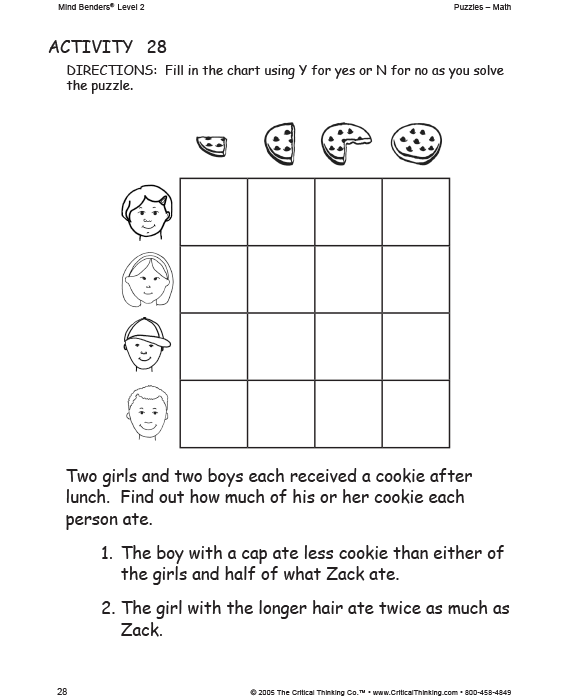 Mind Benders® Level 2
Puzzles – Math
ACTIVITY 28
DIRECTIONS: Fill in the chart using Y for yes or N for no as you solve
the puzzle.
Two girls and two boys each received a cookie after
lunch. Find out how much of his or her cookie each
person ate.
1. The boy with a cap ate less cookie than either of
the girls and half of what Zack ate.
2. The girl with the longer hair ate twice as much as
Zack.
28
© 2005 The Critical Thinking Co.™ • www.CriticalThinking.com • 800-458-4849